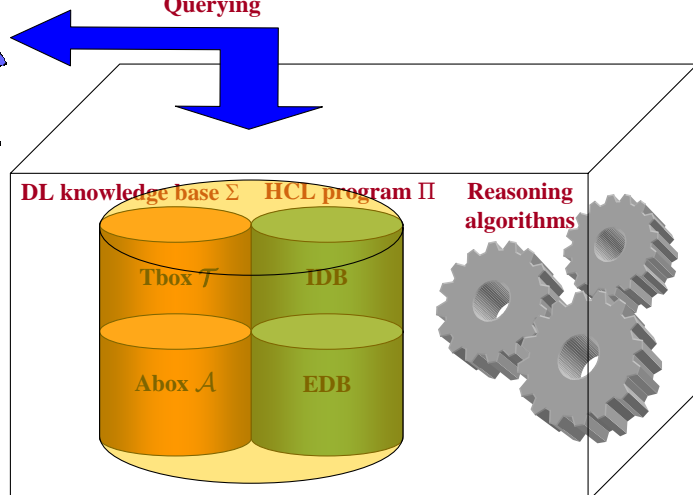 Querying
DL knowledge base Σ HCL program Π Reasoning
algorithms
Tbox 𝒯 IDB
Abox 𝒜 EDB